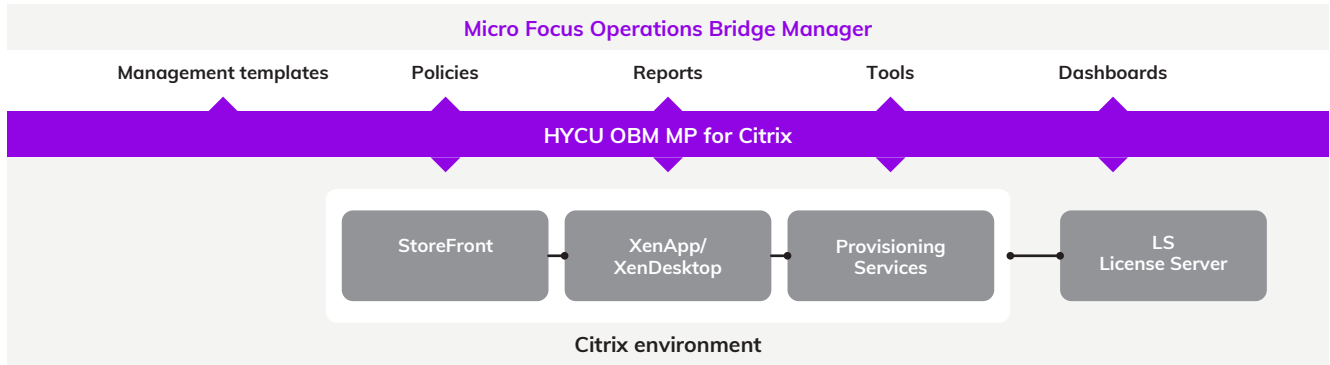 Micro Focus Operations Bridge Manager
Management templates Policies Reports Tools Dashboards
HYCU OBM MP for Citrix
StoreFront
XenApp/
XenDesktop
Provisioning
Services
LS
License Server
Citrix environment